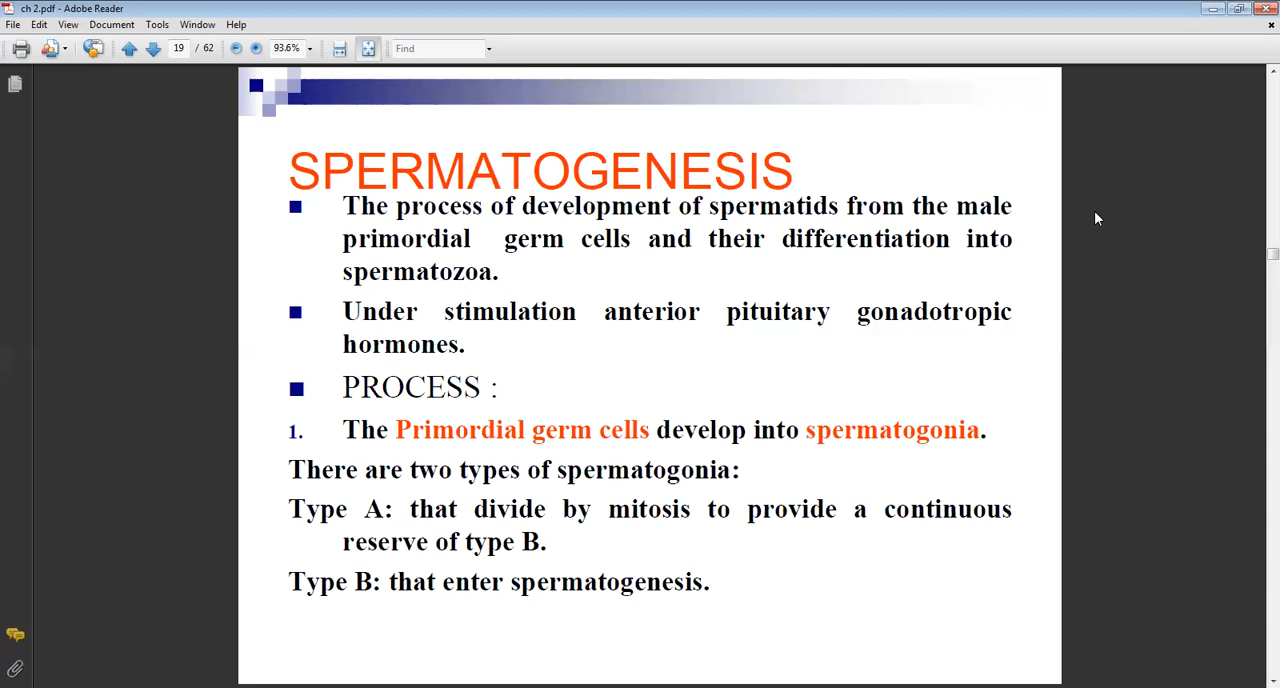 ch 2.pdf - Adobe Reader
File Edit View Document Tools Window Help
19 / 62 93.6% Find
SPERMATOGENESIS
The process of development of spermatids from the male
primordial germ cells and their differentiation into
spermatozoa.
Under stimulation anterior pituitary gonadotropic
hormones.
PROCESS :
1. The Primordial germ cells develop into spermatogonia.
There are two types of spermatogonia:
Type A: that divide by mitosis to provide a continuous
reserve of type B.
Type B: that enter spermatogenesis.